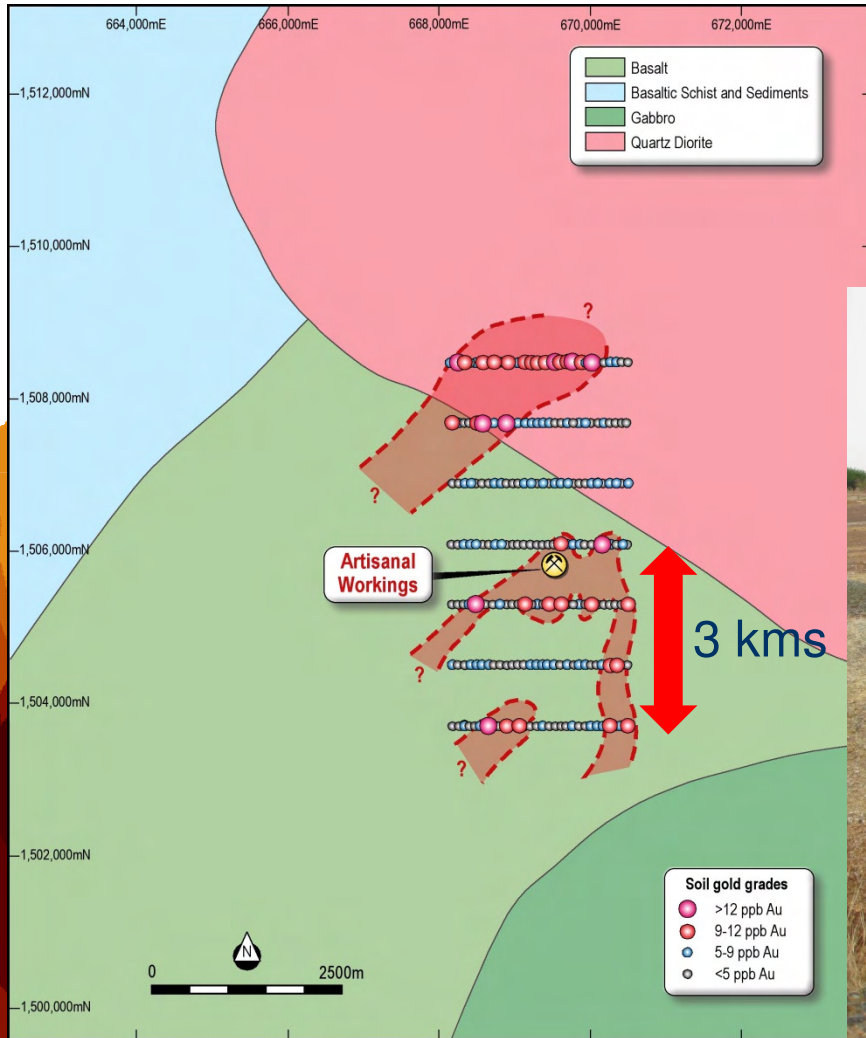 664,000mE
666,000mE
668,000mE
670,000mE
672,000mE
Basalt
Basaltic Schist and Sediments
Gabbro
Quartz Diorite
1,512,000mN
1,510,000mN
1,508,000mN
1,506,000mN
1,504,000mN
1,502,000mN
1,500,000mN
?
?
?
?
Artisanal
Workings
3 kms
N
0 2500m
Soil gold grades
>12 ppb Au
9-12 ppb Au
5-9 ppb Au
<5 ppb Au